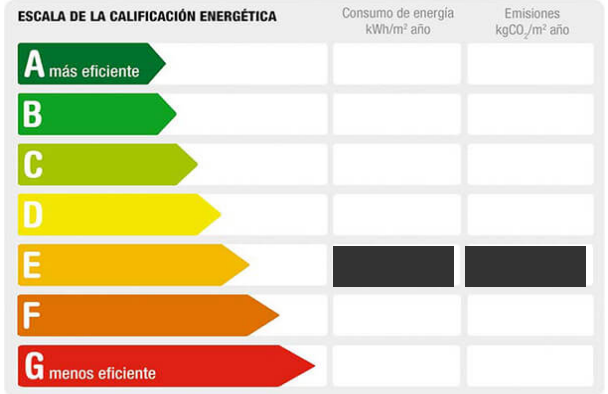 ESCALA DE LA CALIFICACIÓN ENERGÉTICA
Consumo de energía
kWh/m² año
Emisiones
kgCO₂/m² año
A más eficiente
B
C
D
E
F
G menos eficiente